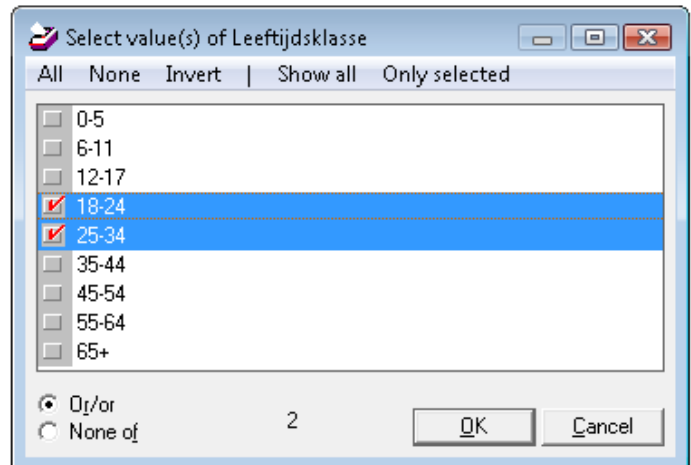 Select value(s) of Leeftijdsklasse
All None Invert | Show all Only selected
0-5
6-11
12-17
18-24
25-34
35-44
45-54
55-64
65+
Or/or
None of
2
OK Cancel